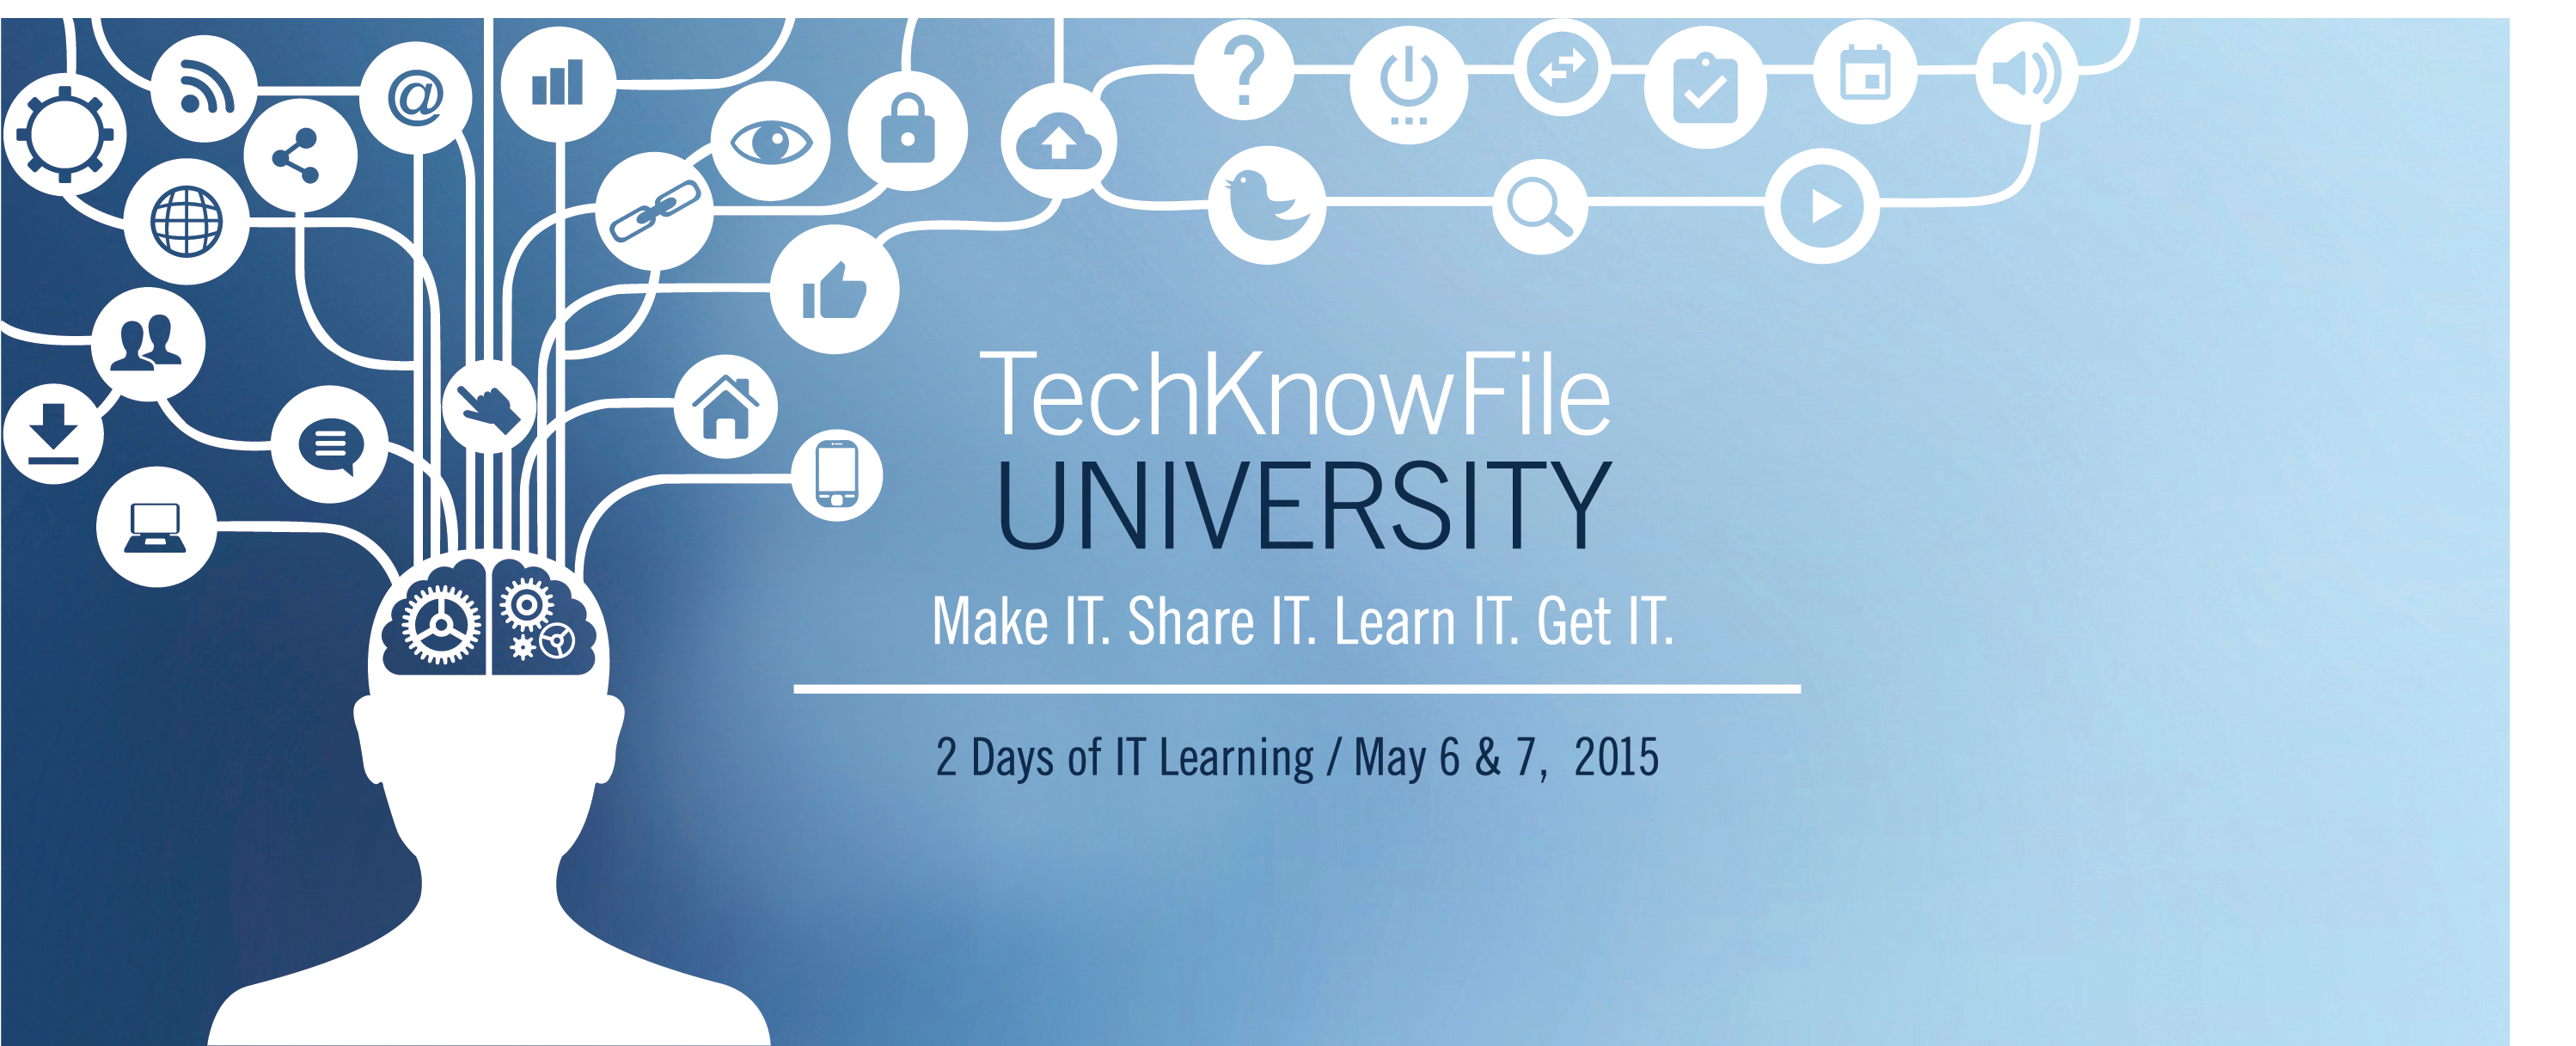 @
?
TechKnowFile
UNIVERSITY
Make IT. Share IT. Learn IT. Get IT.
2 Days of IT Learning / May 6 & 7, 2015